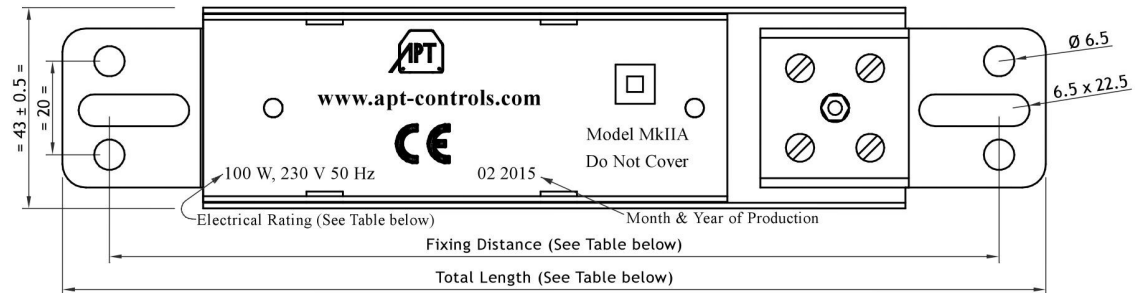 = 43 ± 0.5 =
= 20 =
APT
www.apt-controls.com
CE
Model MkIIA
Do Not Cover
100 W, 230 V 50 Hz
02 2015
Ø 6.5
6.5 x 22.5
Electrical Rating (See Table below)
Month & Year of Production
Fixing Distance (See Table below)
Total Length (See Table below)